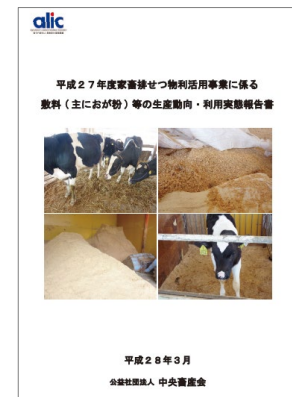 alic
平成27年度家畜排せつ物利活用事業に係る
敷料(主におが粉)等の生産動向・利用実態報告書
平成28年3月
公益社団法人 中央畜産会